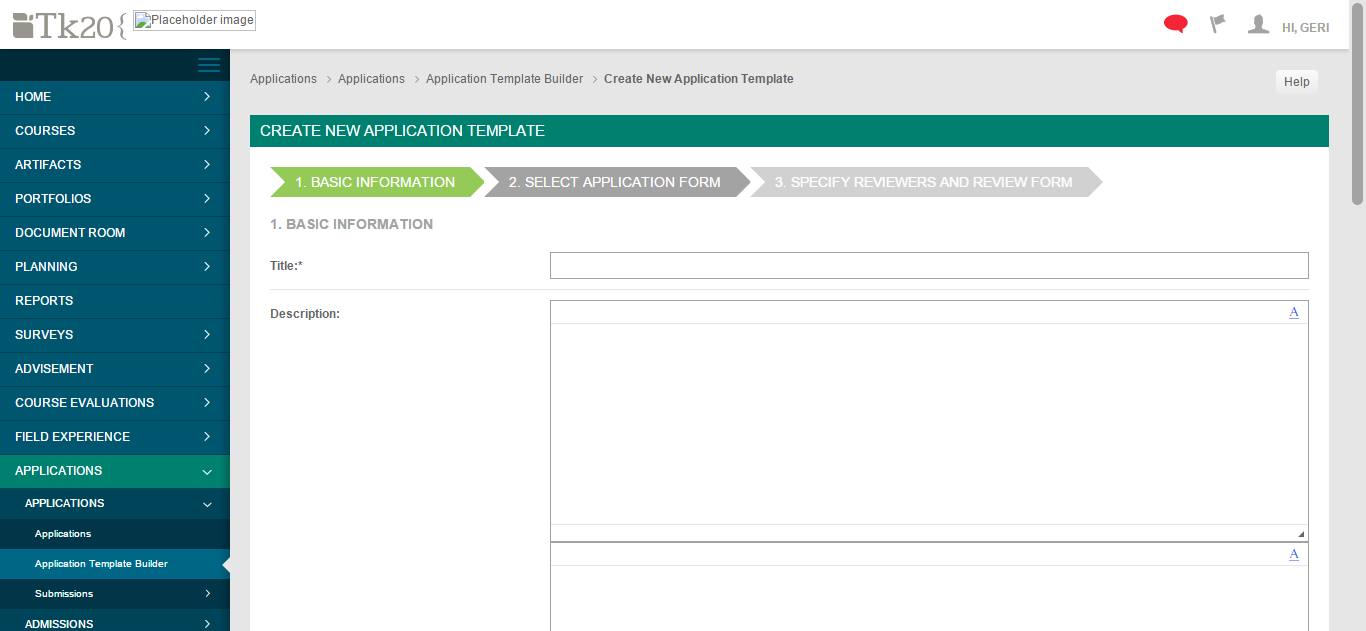 Tk20{
Placeholder image
HI, GERI
HOME
COURSES
ARTIFACTS
PORTFOLIOS
DOCUMENT ROOM
PLANNING
REPORTS
SURVEYS
ADVISEMENT
COURSE EVALUATIONS
FIELD EXPERIENCE
APPLICATIONS
APPLICATIONS
Applications
Application Template Builder
Submissions
ADMISSIONS
Applications > Applications > Application Template Builder > Create New Application Template
Help
CREATE NEW APPLICATION TEMPLATE
1. BASIC INFORMATION 2. SELECT APPLICATION FORM 3. SPECIFY REVIEWERS AND REVIEW FORM
1. BASIC INFORMATION
Title:*
Description:
A
A